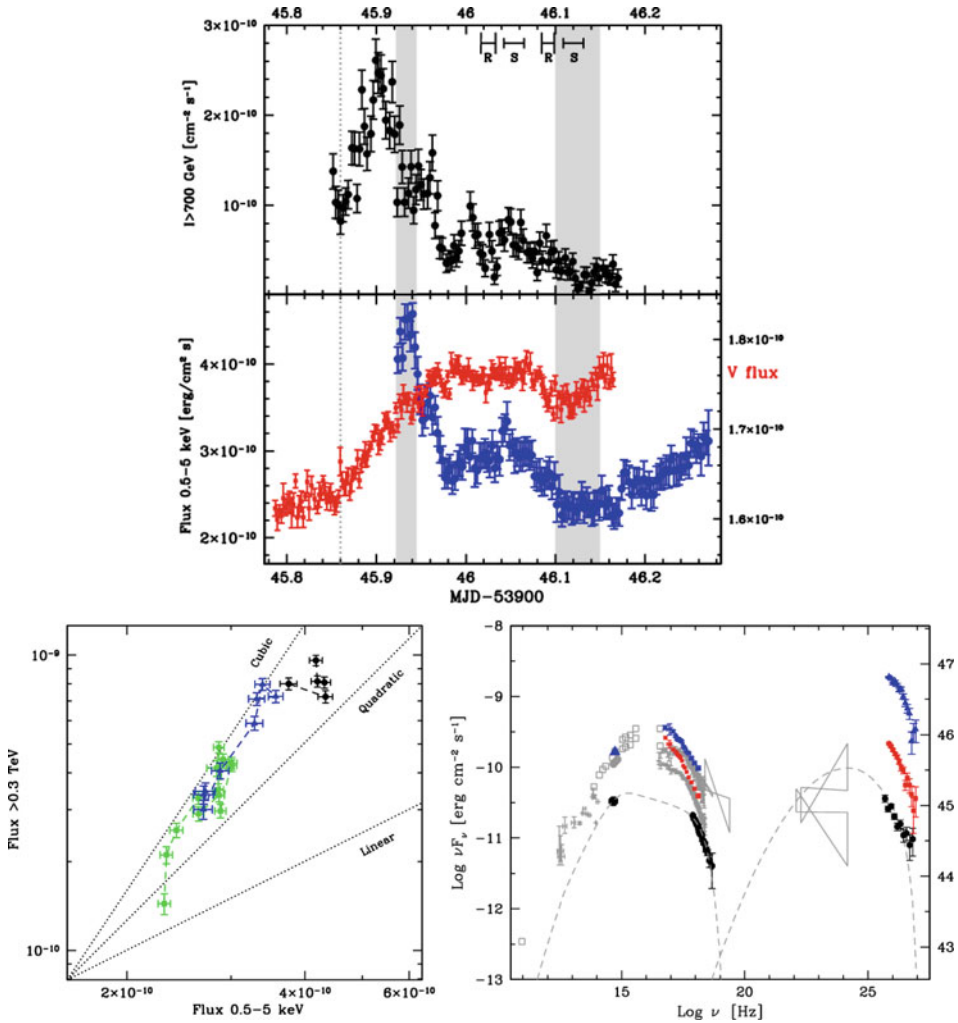 45.8 45.9 46 46.1 46.2
3×10⁻¹⁰
2×10⁻¹⁰
10⁻¹⁰
I>700 GeV [cm⁻² s⁻¹]
R S R S
4×10⁻¹⁰
3×10⁻¹⁰
2×10⁻¹⁰
Flux 0.5–5 keV [erg/cm² s]
1.8×10⁻¹⁰
1.7×10⁻¹⁰
1.6×10⁻¹⁰
V flux
45.8 45.9 46 46.1 46.2
MJD–53900
10⁻⁹
10⁻¹⁰
Flux >0.3 TeV
Cubic
Quadratic
Linear
2×10⁻¹⁰ 4×10⁻¹⁰ 6×10⁻¹⁰
Flux 0.5–5 keV
-8
-9
-10
-11
-12
-13
Log νFν [erg cm⁻² s⁻¹]
47
46
45
44
43
15 20 25
Log ν [Hz]